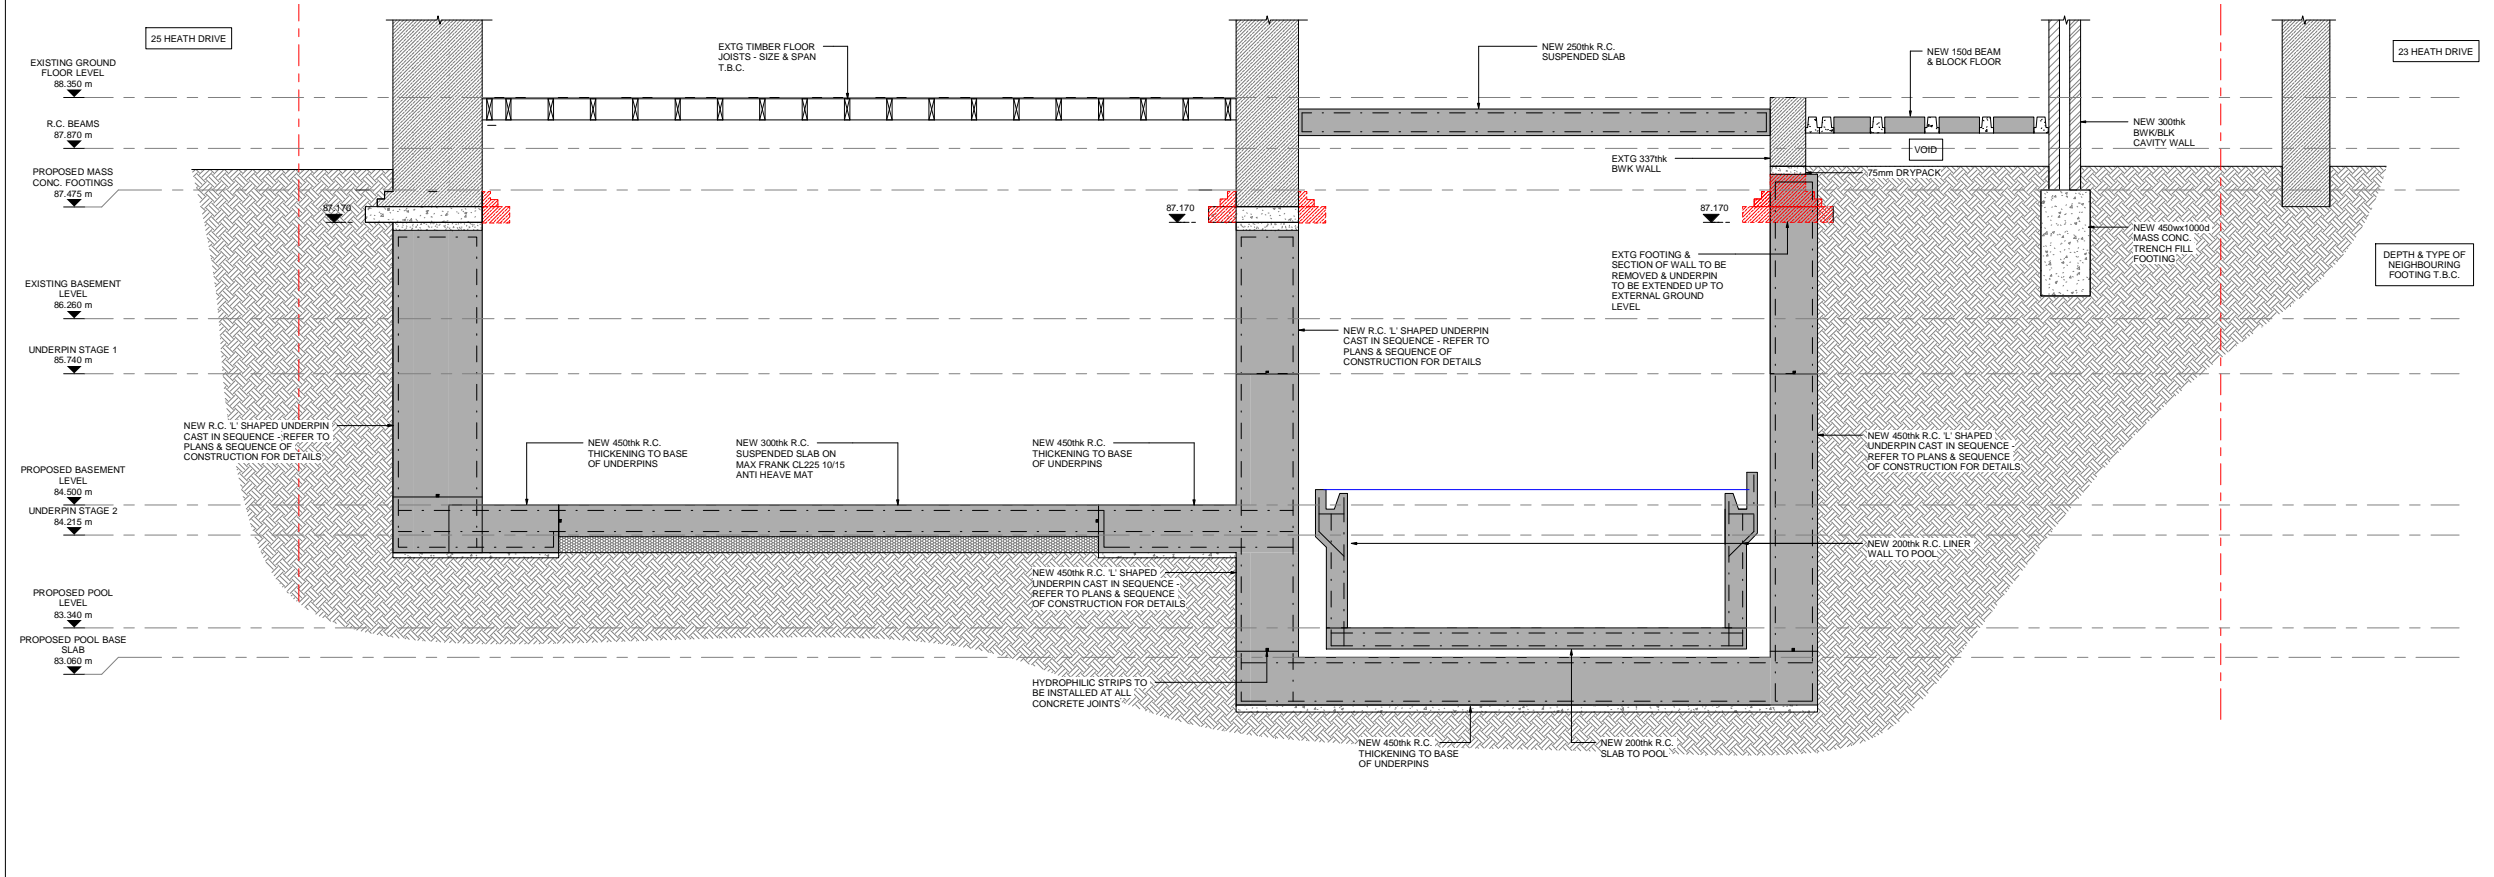 25 HEATH DRIVE
EXISTING GROUND
FLOOR LEVEL
88.350 m
R.C. BEAMS
87.870 m
PROPOSED MASS
CONC. FOOTINGS
87.475 m
EXISTING BASEMENT
LEVEL
86.260 m
UNDERPIN STAGE 1
85.740 m
PROPOSED BASEMENT
LEVEL
84.500 m
UNDERPIN STAGE 2
84.215 m
PROPOSED POOL
LEVEL
83.340 m
PROPOSED POOL BASE
SLAB
83.060 m
EXTG TIMBER FLOOR
JOISTS - SIZE & SPAN
T.B.C.
NEW 250thk R.C.
SUSPENDED SLAB
NEW 150d BEAM
& BLOCK FLOOR
23 HEATH DRIVE
NEW 300thk
BWK/BLK
CAVITY WALL
VOID
EXTG 337thk
BWK WALL
75mm DRYPACK
87.170
87.170
87.170
NEW 450wx1000d
MASS CONC.
TRENCH FILL
FOOTING
DEPTH & TYPE OF
NEIGHBOURING
FOOTING T.B.C.
EXTG FOOTING &
SECTION OF WALL TO BE
REMOVED & UNDERPIN
TO BE EXTENDED UP TO
EXTERNAL GROUND
LEVEL
NEW R.C. 'L' SHAPED UNDERPIN
CAST IN SEQUENCE - REFER TO
PLANS & SEQUENCE OF
CONSTRUCTION FOR DETAILS
NEW R.C. 'L' SHAPED UNDERPIN
CAST IN SEQUENCE - REFER TO
PLANS & SEQUENCE OF
CONSTRUCTION FOR DETAILS
NEW 450thk R.C.
THICKENING TO BASE
OF UNDERPINS
NEW 300thk R.C.
SUSPENDED SLAB ON
MAX FRANK CL225 10/15
ANTI HEAVE MAT
NEW 450thk R.C.
THICKENING TO BASE
OF UNDERPINS
NEW 450thk R.C. 'L' SHAPED
UNDERPIN CAST IN SEQUENCE -
REFER TO PLANS & SEQUENCE
OF CONSTRUCTION FOR DETAILS
NEW 200thk R.C. LINER
WALL TO POOL
NEW 450thk R.C. 'L' SHAPED
UNDERPIN CAST IN SEQUENCE -
REFER TO PLANS & SEQUENCE
OF CONSTRUCTION FOR DETAILS
HYDROPHILIC STRIPS TO
BE INSTALLED AT ALL
CONCRETE JOINTS
NEW 450thk R.C.
THICKENING TO BASE
OF UNDERPINS
NEW 200thk R.C.
SLAB TO POOL